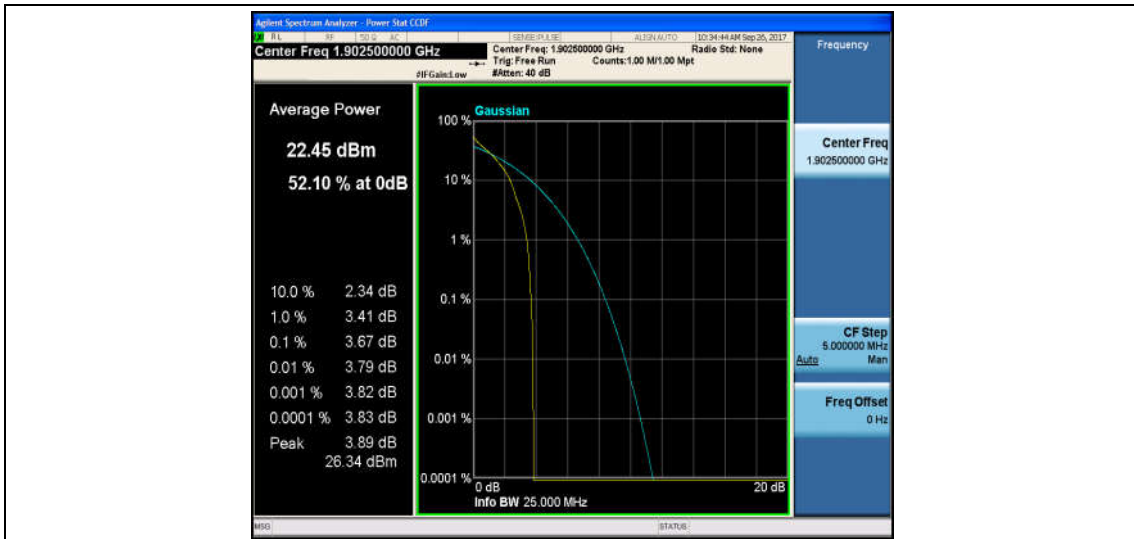 Agilent Spectrum Analyzer - Power Stat CCDF
RL RF 50 Ω AC SENSE:PULSE ALIGN AUTO 10:34:44 AM Sep 26, 2017
Center Freq 1.902500000 GHz
Center Freq: 1.902500000 GHz Radio Std: None
Trig: Free Run Counts:1.00 M/1.00 Mpt
#IFGain:Low #Atten: 40 dB
Average Power
22.45 dBm
52.10 % at 0dB
10.0 % 2.34 dB
1.0 % 3.41 dB
0.1 % 3.67 dB
0.01 % 3.79 dB
0.001 % 3.82 dB
0.0001 % 3.83 dB
Peak 3.89 dB
26.34 dBm
Gaussian
100 %
10 %
1 %
0.1 %
0.01 %
0.001 %
0.0001 %
0 dB 20 dB
Info BW 25.000 MHz
Frequency
Center Freq
1.902500000 GHz
CF Step
5.000000 MHz
Auto Man
Freq Offset
0 Hz
MSG STATUS